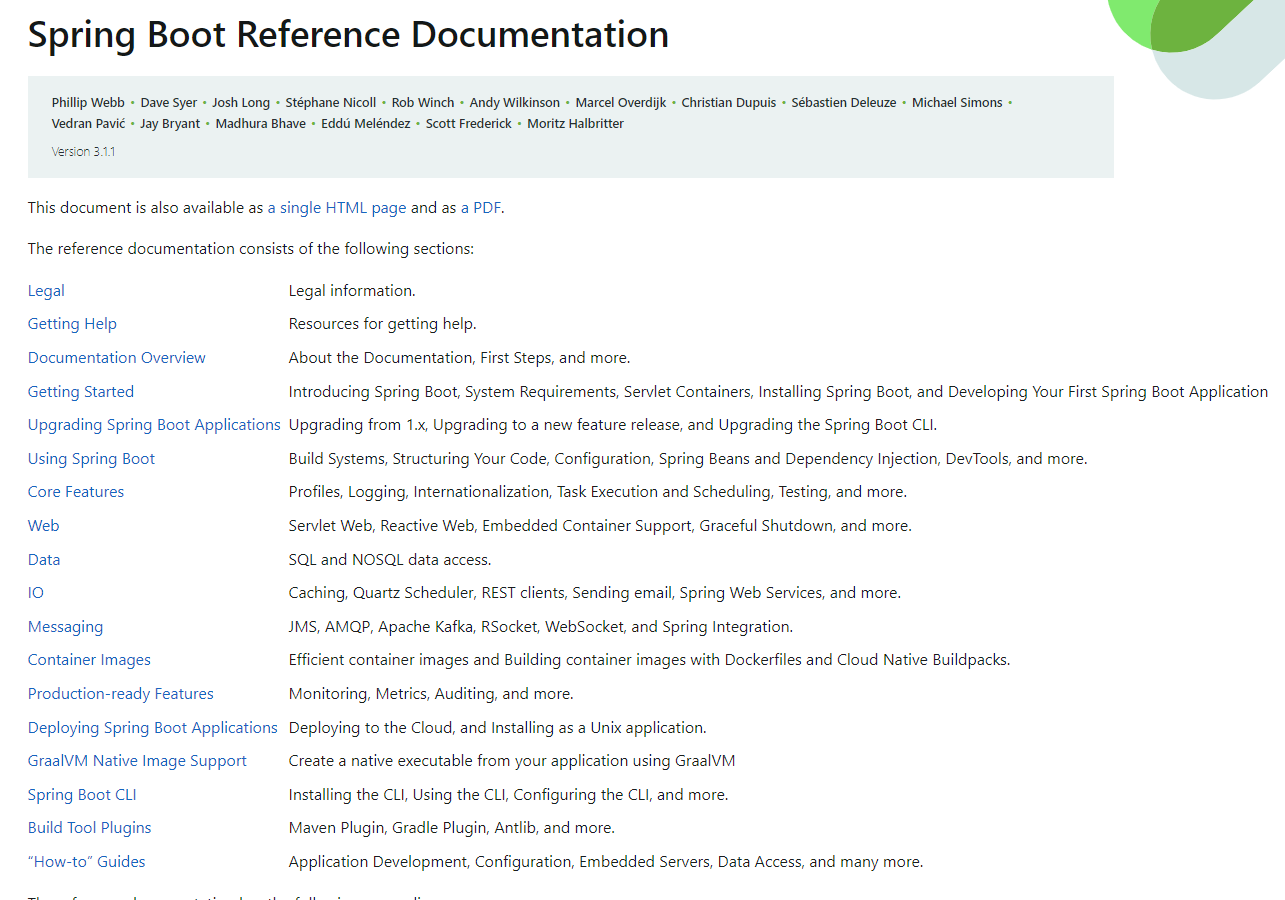 Spring Boot Reference Documentation
Phillip Webb • Dave Syer • Josh Long • Stéphane Nicoll • Rob Winch • Andy Wilkinson • Marcel Overdijk • Christian Dupuis • Sébastien Deleuze • Michael Simons •
Vedran Pavić • Jay Bryant • Madhura Bhave • Eddú Meléndez • Scott Frederick • Moritz Halbritter
Version 3.1.1
This document is also available as a single HTML page and as a PDF.
The reference documentation consists of the following sections:
Legal Legal information.
Getting Help Resources for getting help.
Documentation Overview About the Documentation, First Steps, and more.
Getting Started Introducing Spring Boot, System Requirements, Servlet Containers, Installing Spring Boot, and Developing Your First Spring Boot Application
Upgrading Spring Boot Applications Upgrading from 1.x, Upgrading to a new feature release, and Upgrading the Spring Boot CLI.
Using Spring Boot Build Systems, Structuring Your Code, Configuration, Spring Beans and Dependency Injection, DevTools, and more.
Core Features Profiles, Logging, Internationalization, Task Execution and Scheduling, Testing, and more.
Web Servlet Web, Reactive Web, Embedded Container Support, Graceful Shutdown, and more.
Data SQL and NOSQL data access.
IO Caching, Quartz Scheduler, REST clients, Sending email, Spring Web Services, and more.
Messaging JMS, AMQP, Apache Kafka, RSocket, WebSocket, and Spring Integration.
Container Images Efficient container images and Building container images with Dockerfiles and Cloud Native Buildpacks.
Production-ready Features Monitoring, Metrics, Auditing, and more.
Deploying Spring Boot Applications Deploying to the Cloud, and Installing as a Unix application.
GraalVM Native Image Support Create a native executable from your application using GraalVM
Spring Boot CLI Installing the CLI, Using the CLI, Configuring the CLI, and more.
Build Tool Plugins Maven Plugin, Gradle Plugin, Antlib, and more.
“How-to” Guides Application Development, Configuration, Embedded Servers, Data Access, and many more.